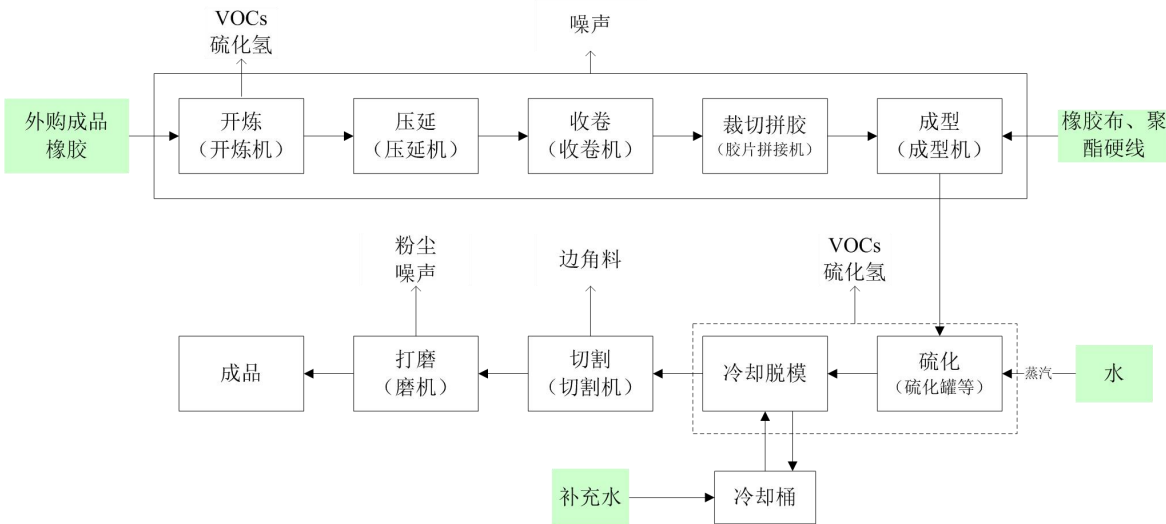 VOCs
硫化氢
噪声
外购成品
橡胶
开炼
（开炼机）
压延
（压延机）
收卷
（收卷机）
裁切拼胶
（胶片拼接机）
成型
（成型机）
橡胶布、聚
酯硬线
粉尘
噪声
边角料
VOCs
硫化氢
成品
打磨
（磨机）
切割
（切割机）
冷却脱模
硫化
（硫化罐等）
蒸汽
水
补充水
冷却桶